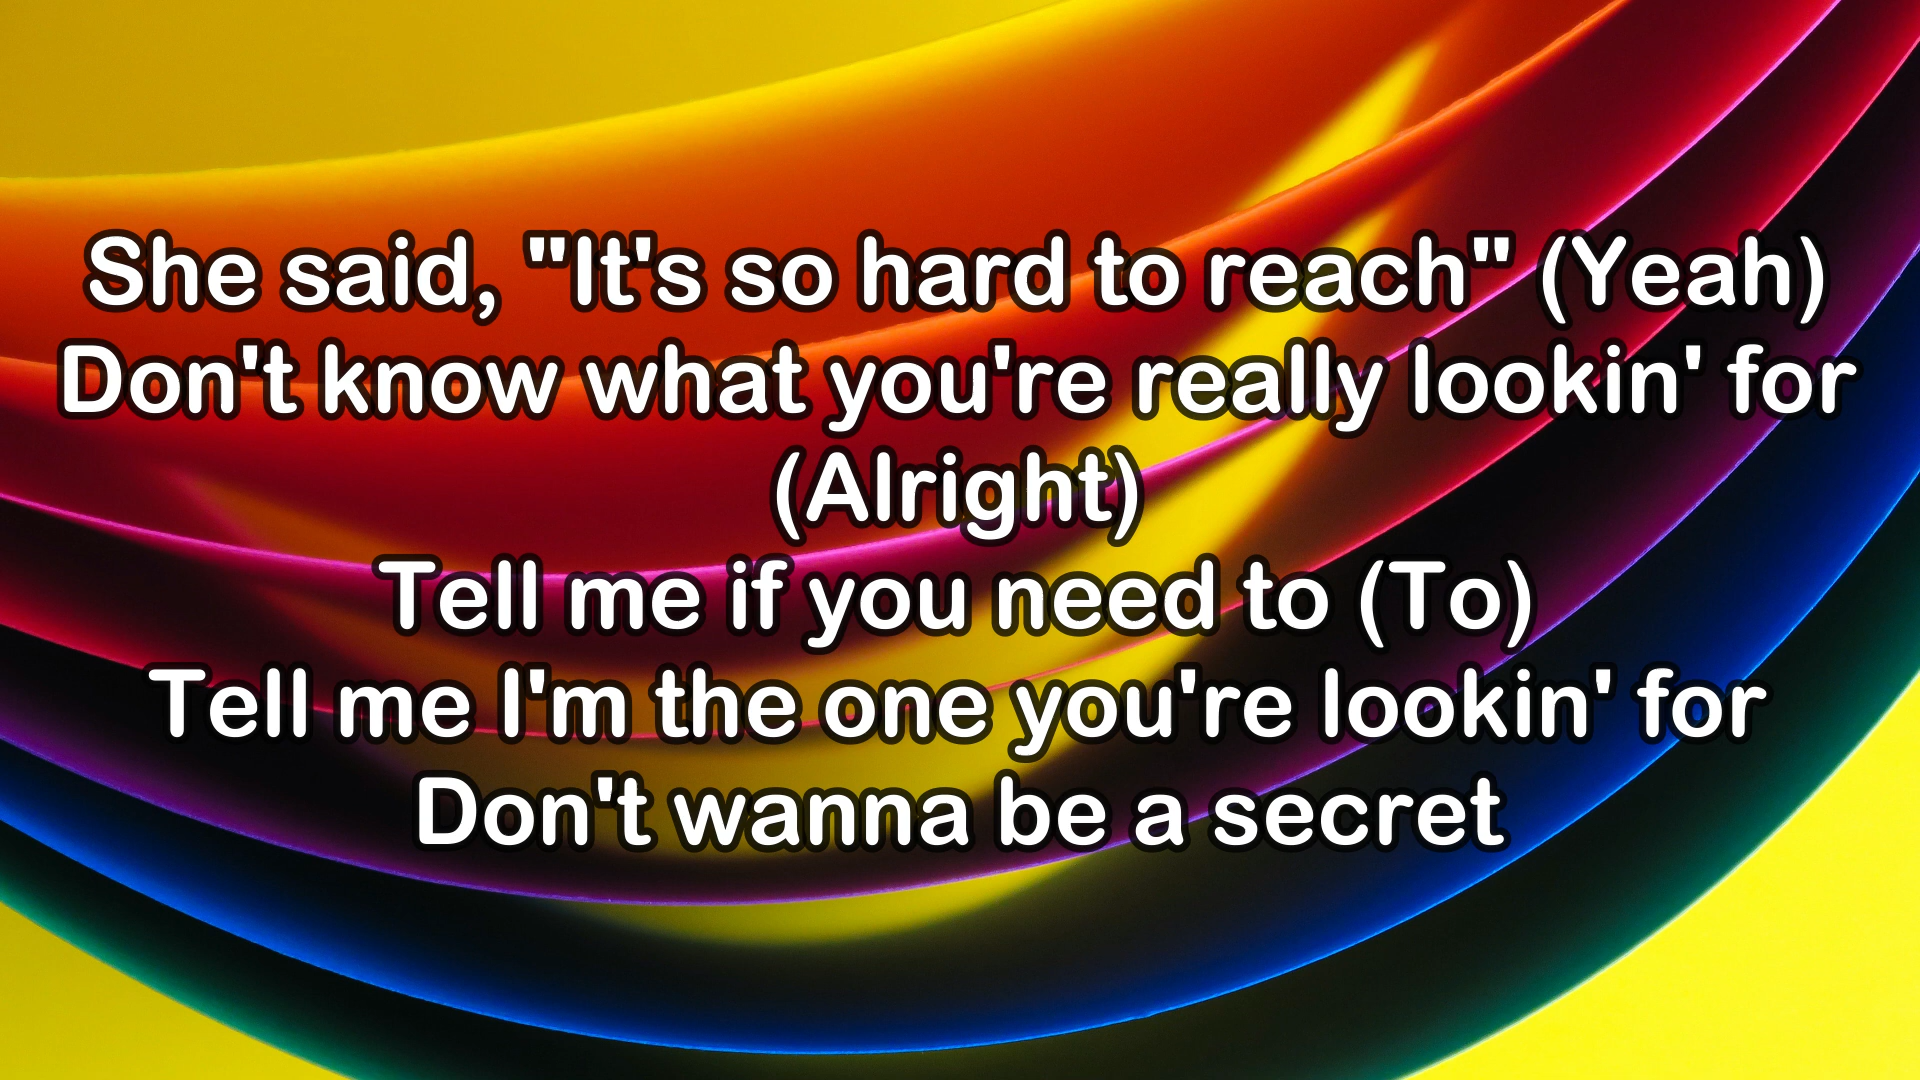 She said, "It's so hard to reach" (Yeah)
Don't know what you're really lookin' for
(Alright)
Tell me if you need to (To)
Tell me I'm the one you're lookin' for
Don't wanna be a secret